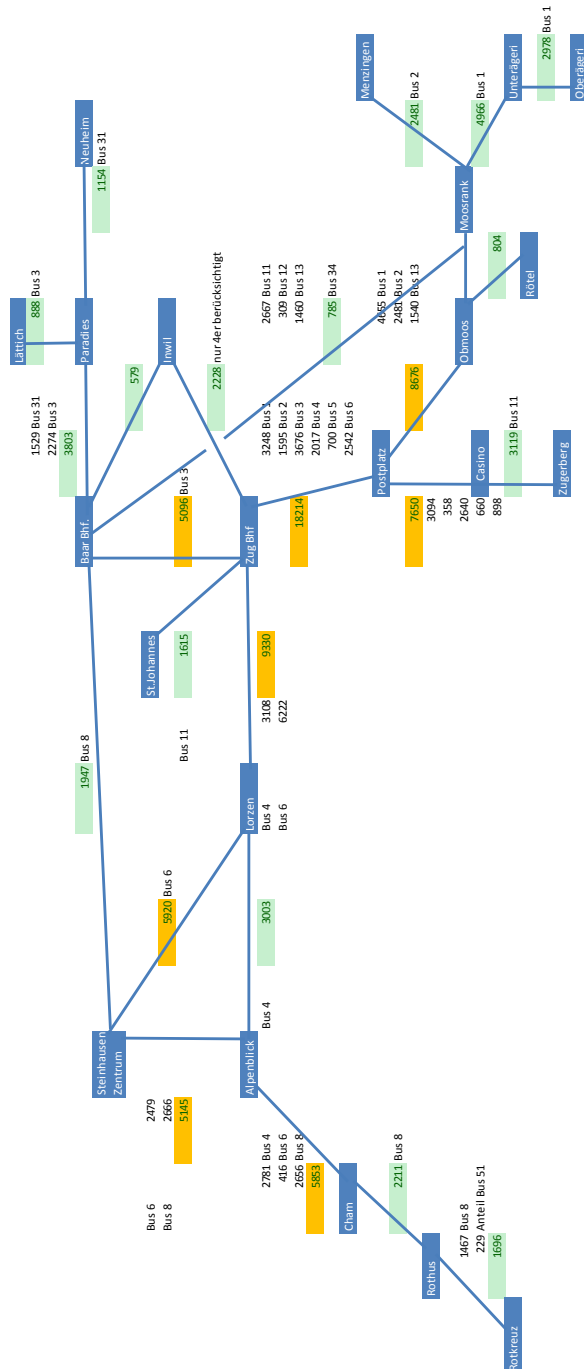 Lättich
888 Bus 3
1529 Bus 31
2274 Bus 3
3803
1947 Bus 8
Baar Bhf.
Paradies
Neuheim
1154 Bus 31
Steinhausen
Zentrum
579
Bus 6
2479
Bus 8
2666
5145
5920 Bus 6
St.Johannes
Inwil
Bus 11
1615
5096 Bus 3
2228 nur 4er berücksichtigt
Alpenblick
Lorzen
Zug Bhf
Bus 4
3003
Bus 4
Bus 6
3108
6222
9330
3248 Bus 1
1595 Bus 2
3676 Bus 3
2017 Bus 4
700 Bus 5
2542 Bus 6
2667 Bus 11
309 Bus 12
1460 Bus 13
18214
2781 Bus 4
416 Bus 6
2656 Bus 8
5853
785 Bus 34
Cham
Postplatz
Menzingen
4655 Bus 1
2481 Bus 2
1540 Bus 13
8676
2211 Bus 8
7650
3094
358
2640
660
898
2481 Bus 2
Rothus
Obmoos
Moosrank
1467 Bus 8
229 Anteil Bus 51
1696
Casino
4966 Bus 1
804
Rotkreuz
3119 Bus 11
Unterägeri
Rötel
2978 Bus 1
Zugerberg
Oberägeri